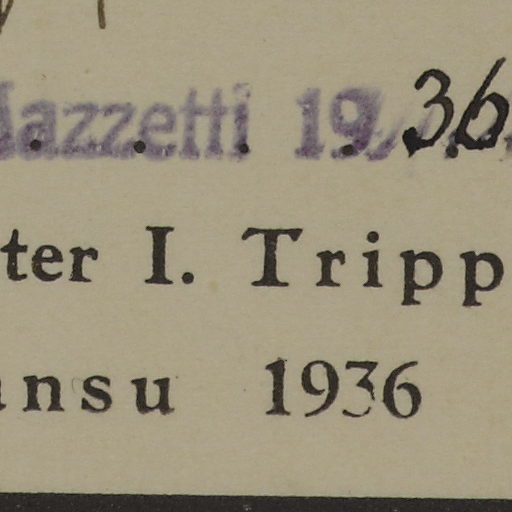 azzetti 19 36
ter I. Tripp
ansu 1936